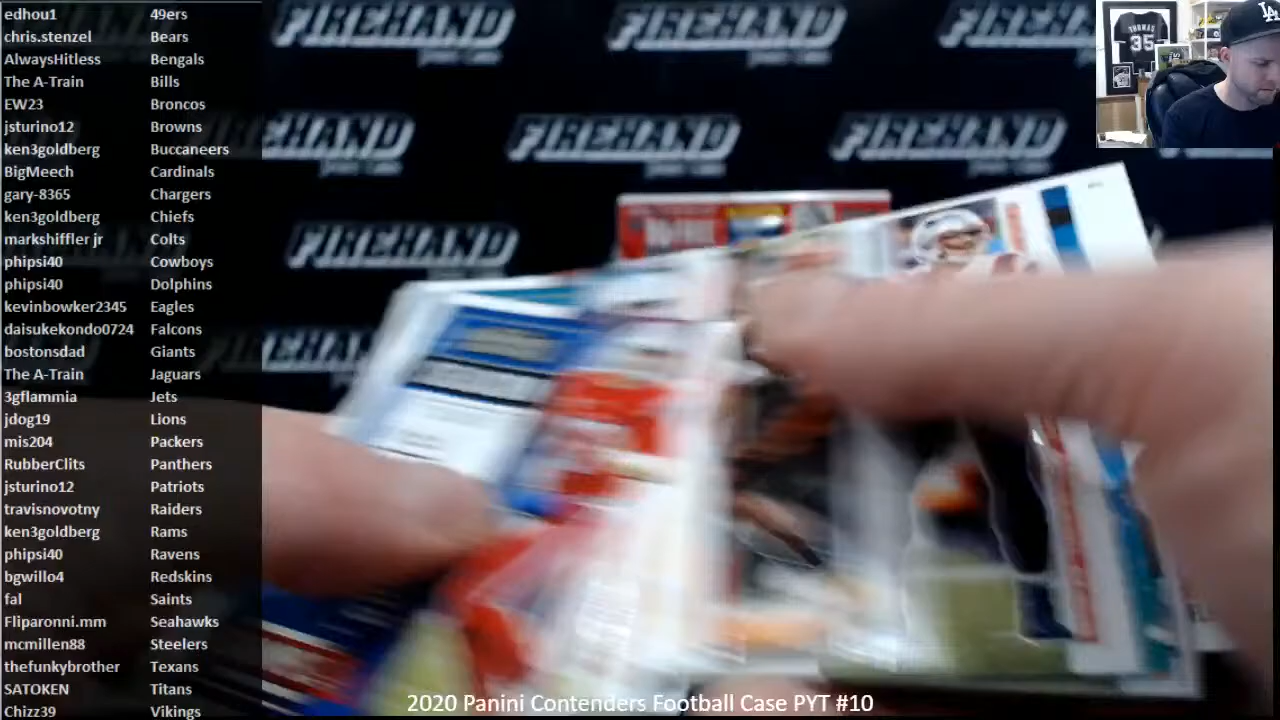 edhou1 49ers
chris.stenzel Bears
AlwaysHitless Bengals
The A-Train Bills
EW23 Broncos
jsturino12 Browns
ken3goldberg Buccaneers
BigMeech Cardinals
gary-8365 Chargers
ken3goldberg Chiefs
markshiffler jr Colts
phipsi40 Cowboys
phipsi40 Dolphins
kevinbowker2345 Eagles
daisukekondo0724 Falcons
bostonsdad Giants
The A-Train Jaguars
3gflammia Jets
jdog19 Lions
mis204 Packers
RubberClits Panthers
jsturino12 Patriots
travisnovotny Raiders
ken3goldberg Rams
phipsi40 Ravens
bgwillo4 Redskins
fal Saints
Fliparonni.mm Seahawks
mcmillen88 Steelers
thefunkybrother Texans
SATOKEN Titans
Chizz39 Vikings
FIREHAND FIREHAND FIREHAND
FIREHAND FIREHAND FIREHAND
FIREHAND
FIREHAND
THOMAS
35
LA
2020 Panini Contenders Football Case PYT #10